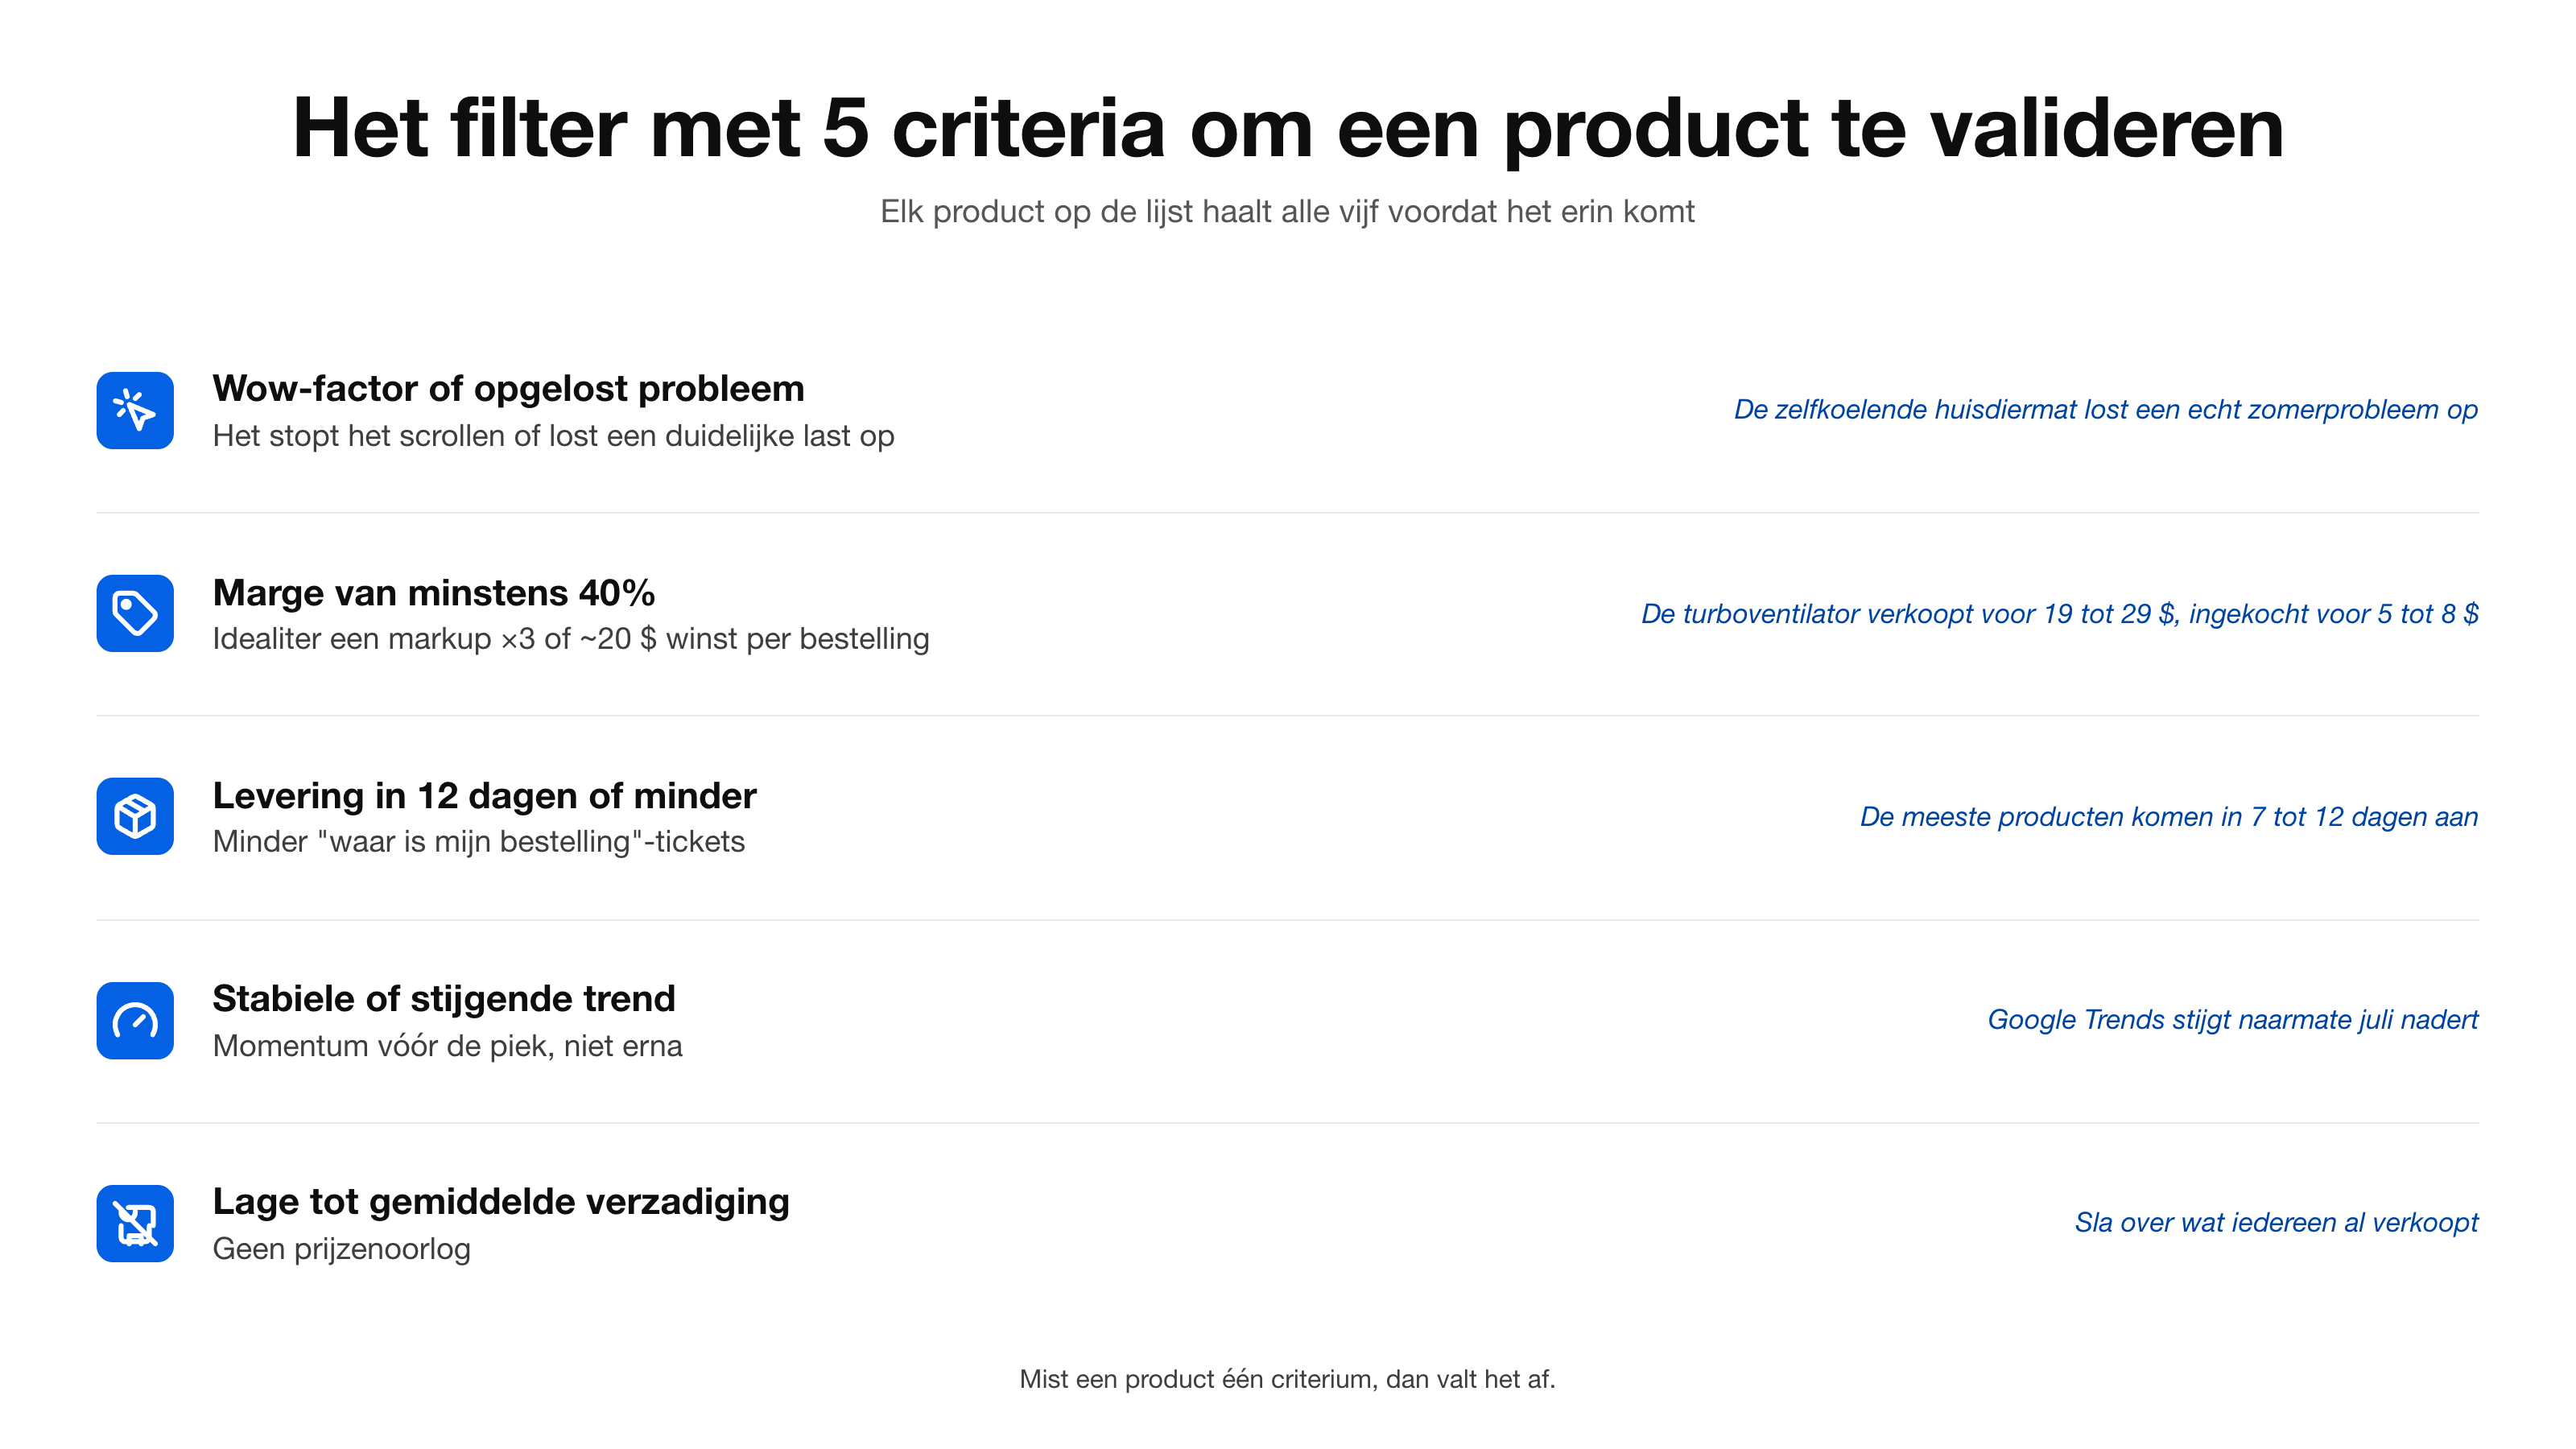 Het filter met 5 criteria om een product te valideren
Elk product op de lijst haalt alle vijf voordat het erin komt
Wow-factor of opgelost probleem
Het stopt het scrollen of lost een duidelijke last op
De zelfkoelende huisdiermat lost een echt zomerprobleem op
Marge van minstens 40%
Idealiter een markup ×3 of ~20 $ winst per bestelling
De turboventilator verkoopt voor 19 tot 29 $, ingekocht voor 5 tot 8 $
Levering in 12 dagen of minder
Minder "waar is mijn bestelling"-tickets
De meeste producten komen in 7 tot 12 dagen aan
Stabiele of stijgende trend
Momentum vóór de piek, niet erna
Google Trends stijgt naarmate juli nadert
Lage tot gemiddelde verzadiging
Geen prijzenoorlog
Sla over wat iedereen al verkoopt
Mist een product één criterium, dan valt het af.